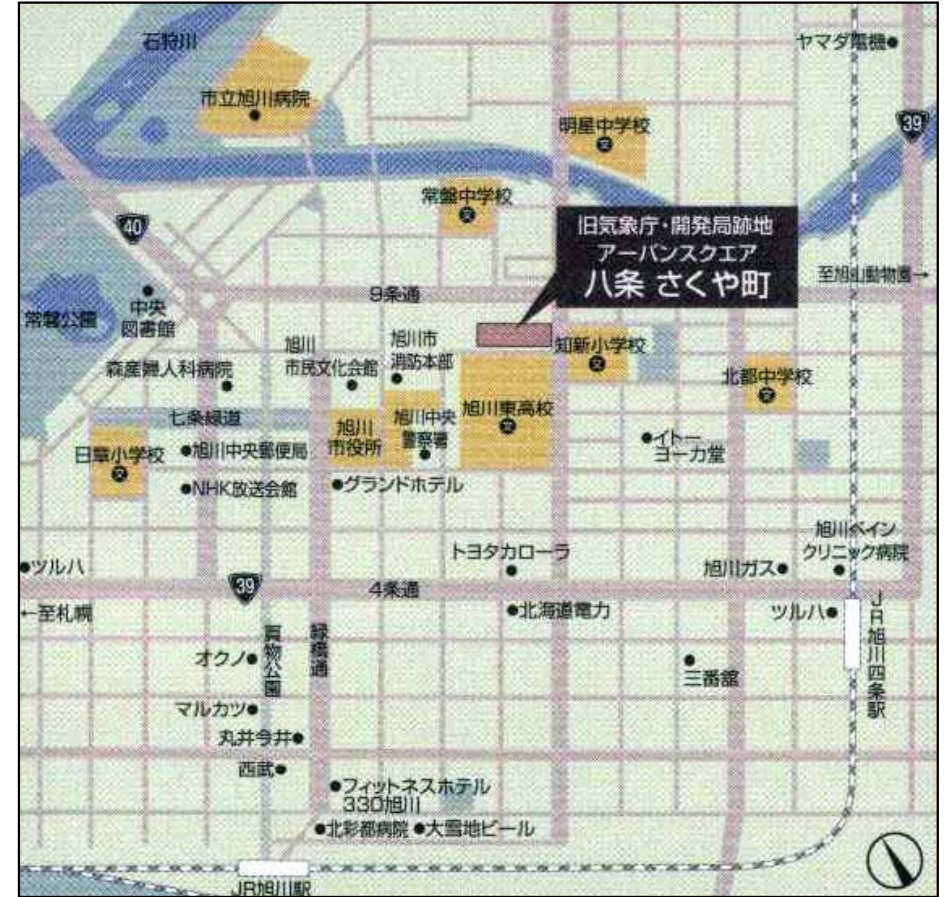 石狩川
ヤマダ電機
市立旭川病院
明星中学校
文
39
常盤中学校
文
40
旧気象庁・開発局跡地
アーバンスクエア
八条 さくや町
至旭山動物園→
9条通
中央
図書館
常磐公園
旭川
市民文化会館
旭川市
消防本部
知新小学校
文
森産婦人科病院
北都中学校
文
七条緑道
旭川
市役所
旭川中央
警察署
旭川東高校
文
日章小学校
文
旭川中央郵便局
イトー
ヨーカ堂
NHK放送会館
グランドホテル
旭川ペイン
クリニック病院
トヨタカローラ
旭川ガス
ツルハ
39
4条通
←至札幌
北海道電力
ツルハ
JR旭川四条駅
買物公園
緑橋通
オクノ
三番舘
マルカツ
丸井今井
西武
フィットネスホテル
330旭川
北彩都病院
大雪地ビール
JR旭川駅